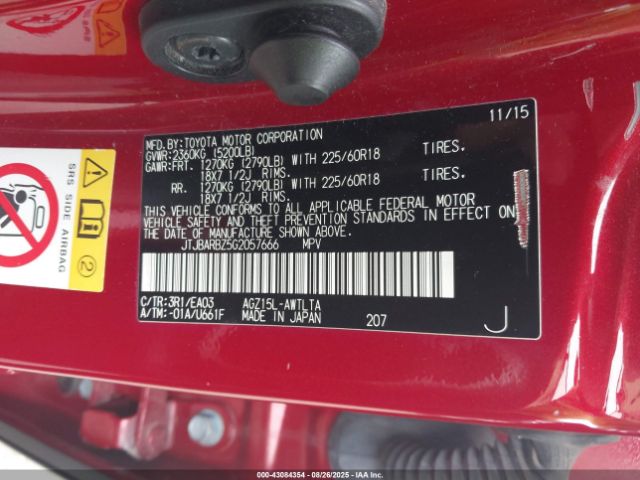 11/15
MFD. BY: TOYOTA MOTOR CORPORATION
GVWR: 2360KG (5200LB)
GAWR: FRT. 1270KG (2790LB) WITH 225/60R18 TIRES.
18X7 1/2J RIMS.
RR. 1270KG (2790LB) WITH 225/60R18 TIRES.
18X7 1/2J RIMS.
THIS VEHICLE CONFORMS TO ALL APPLICABLE FEDERAL MOTOR
VEHICLE SAFETY AND THEFT PREVENTION STANDARDS IN EFFECT ON
THE DATE OF MANUFACTURE SHOWN ABOVE.
JTJBARBZ5G2057666 MPV
C/TR: 3R1/EA03 AGZ15L-AWTLTA
A/TM: -01A/U661F MADE IN JAPAN 207 J
SRS SIDE AIRBAG
2
000-43084354 | 08/26/2025 | copart.com